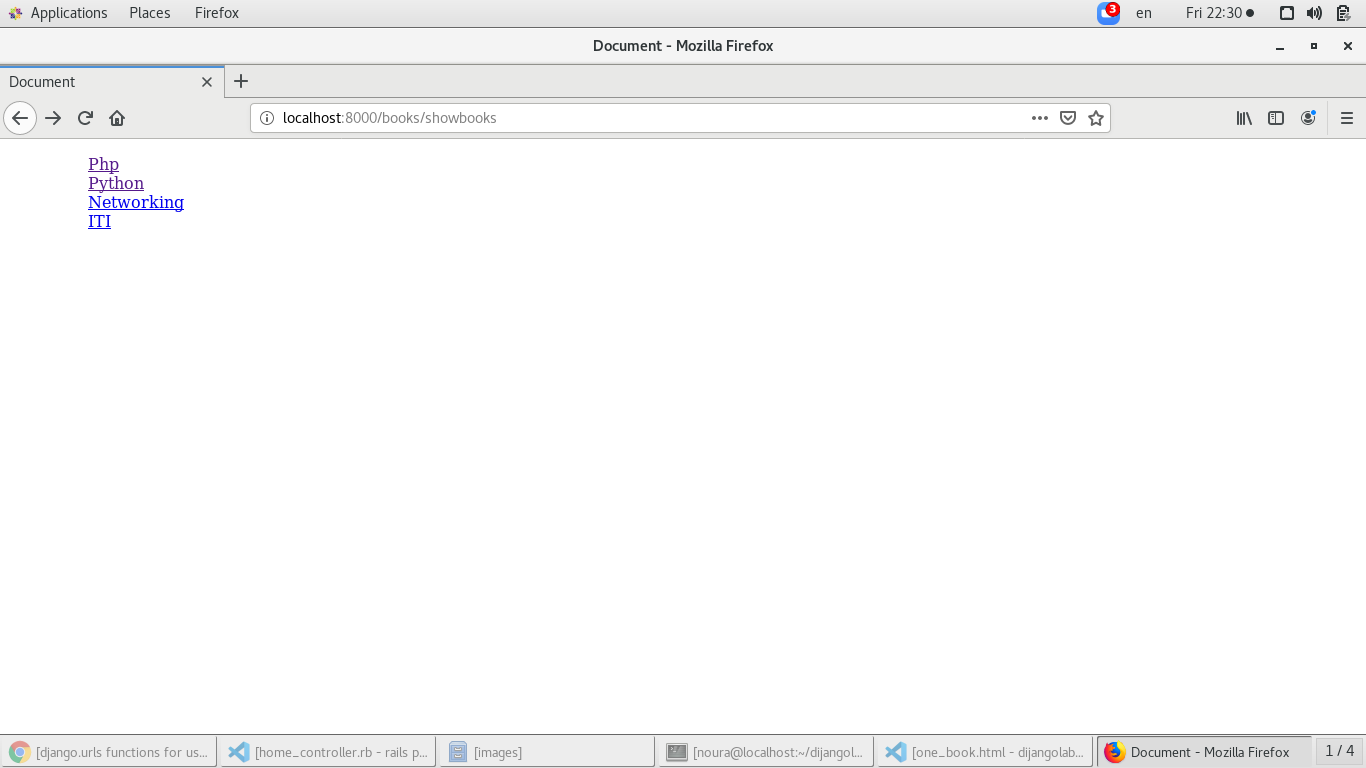 Applications Places Firefox 3 en Fri 22:30
Document - Mozilla Firefox
Document
localhost:8000/books/showbooks
Php
Python
Networking
ITI
[django.urls functions for us... [home_controller.rb - rails p... [images] [noura@localhost:~/dijangol... [one_book.html - dijangolab... Document - Mozilla Firefox 1 / 4